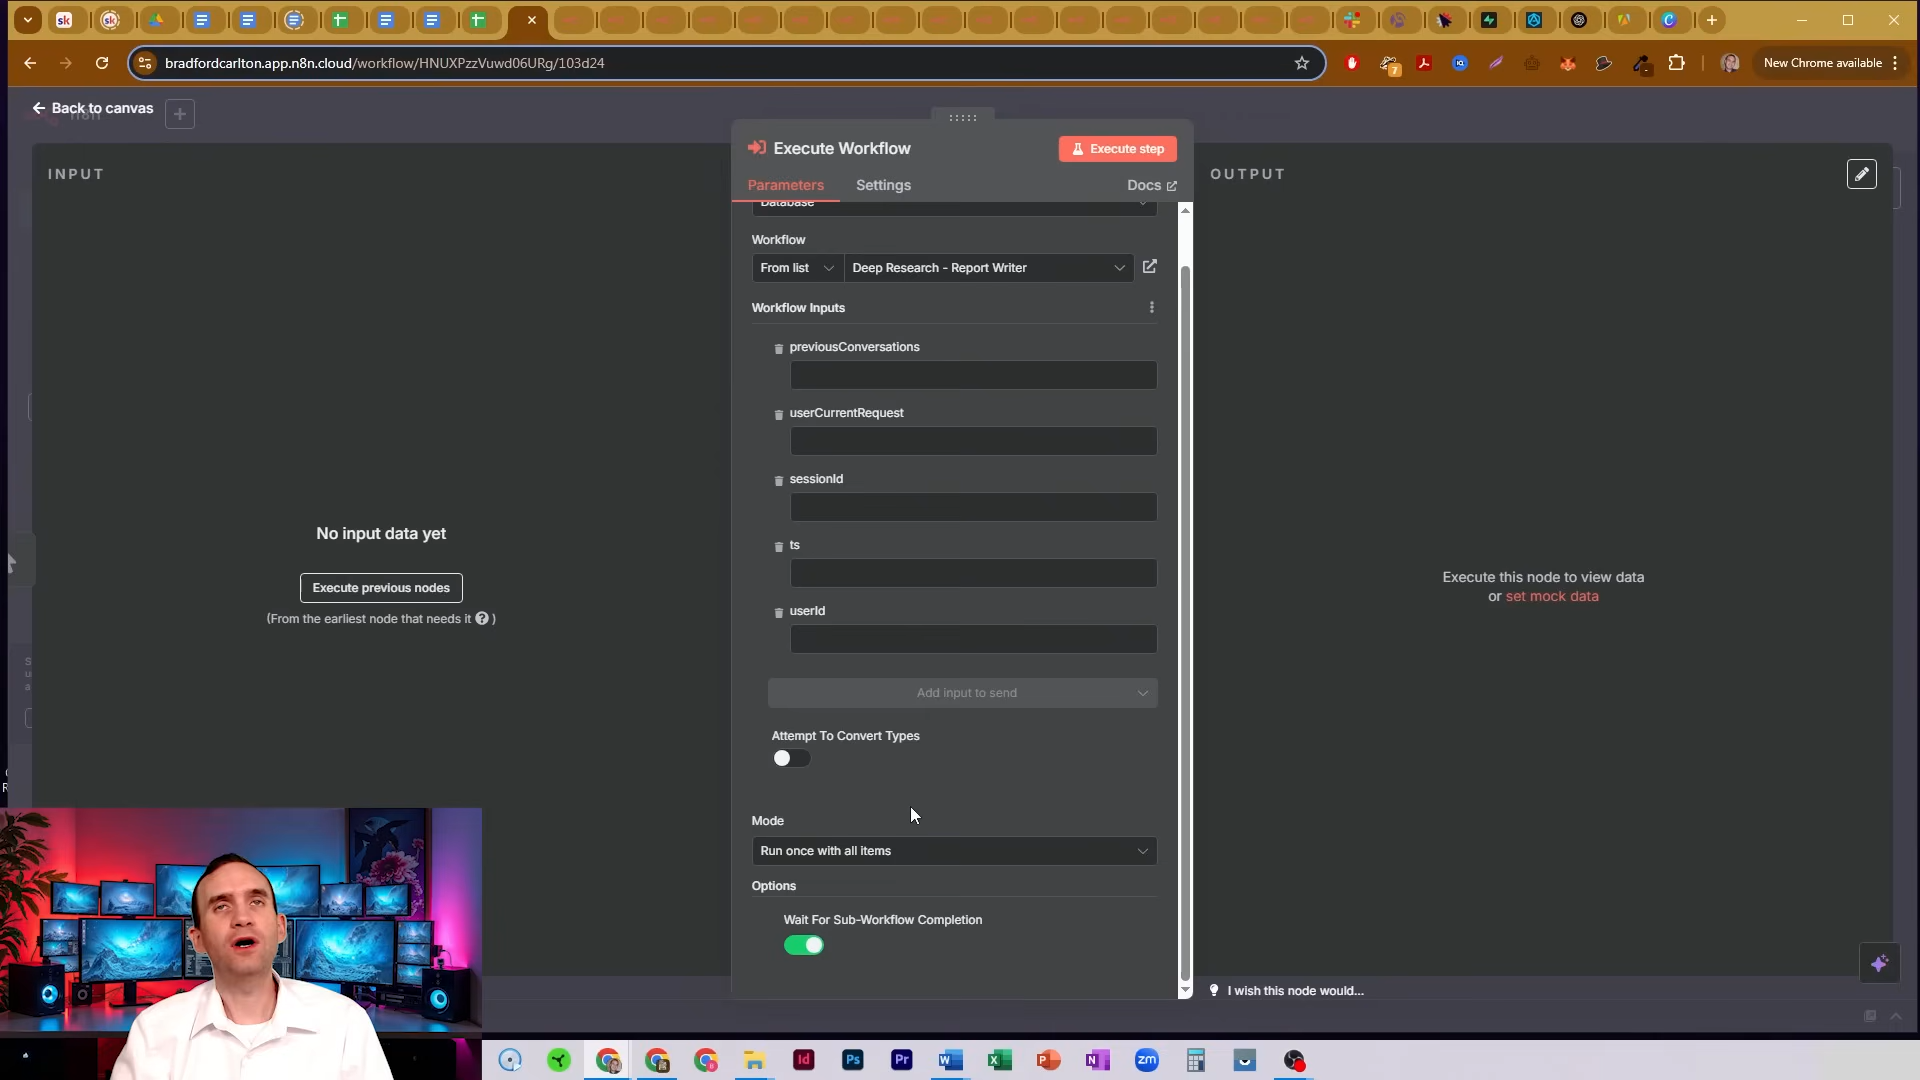 bradfordcarlton.app.n8n.cloud/workflow/HNUXPzzVuwd06URg/103d24
7
New Chrome available
Back to canvas
INPUT
Execute Workflow
Execute step
OUTPUT
Parameters
Settings
Docs
Database
Workflow
From list
Deep Research - Report Writer
Workflow Inputs
previousConversations
userCurrentRequest
sessionId
ts
userId
No input data yet
Execute previous nodes
(From the earliest node that needs it ? )
Execute this node to view data
or set mock data
Add input to send
Attempt To Convert Types
Mode
Run once with all items
Options
Wait For Sub-Workflow Completion
I wish this node would...